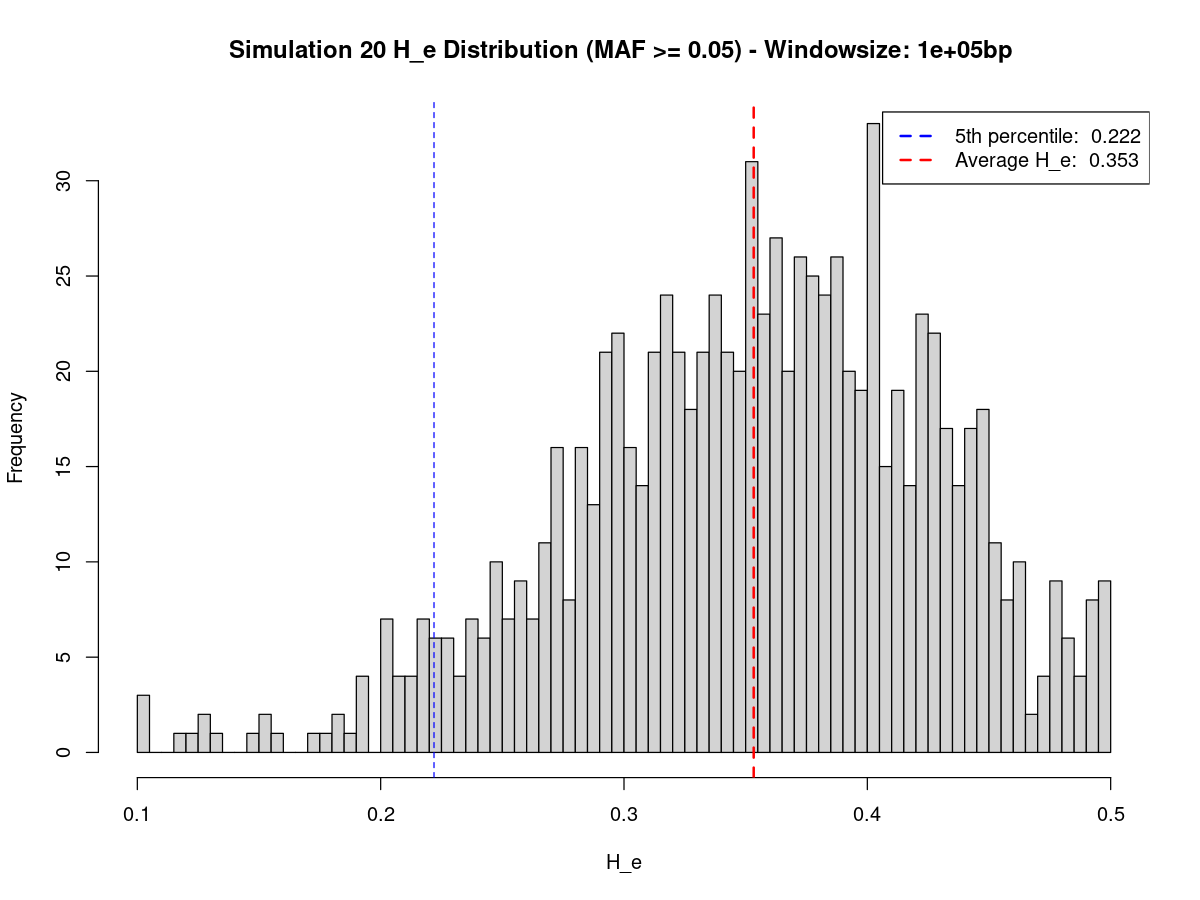 Simulation 20 H_e Distribution (MAF >= 0.05) - Windowsize: 1e+05bp
5th percentile:  0.222
Average H_e:  0.353
Frequency
30
25
20
15
10
5
0
0.1 0.2 0.3 0.4 0.5
H_e